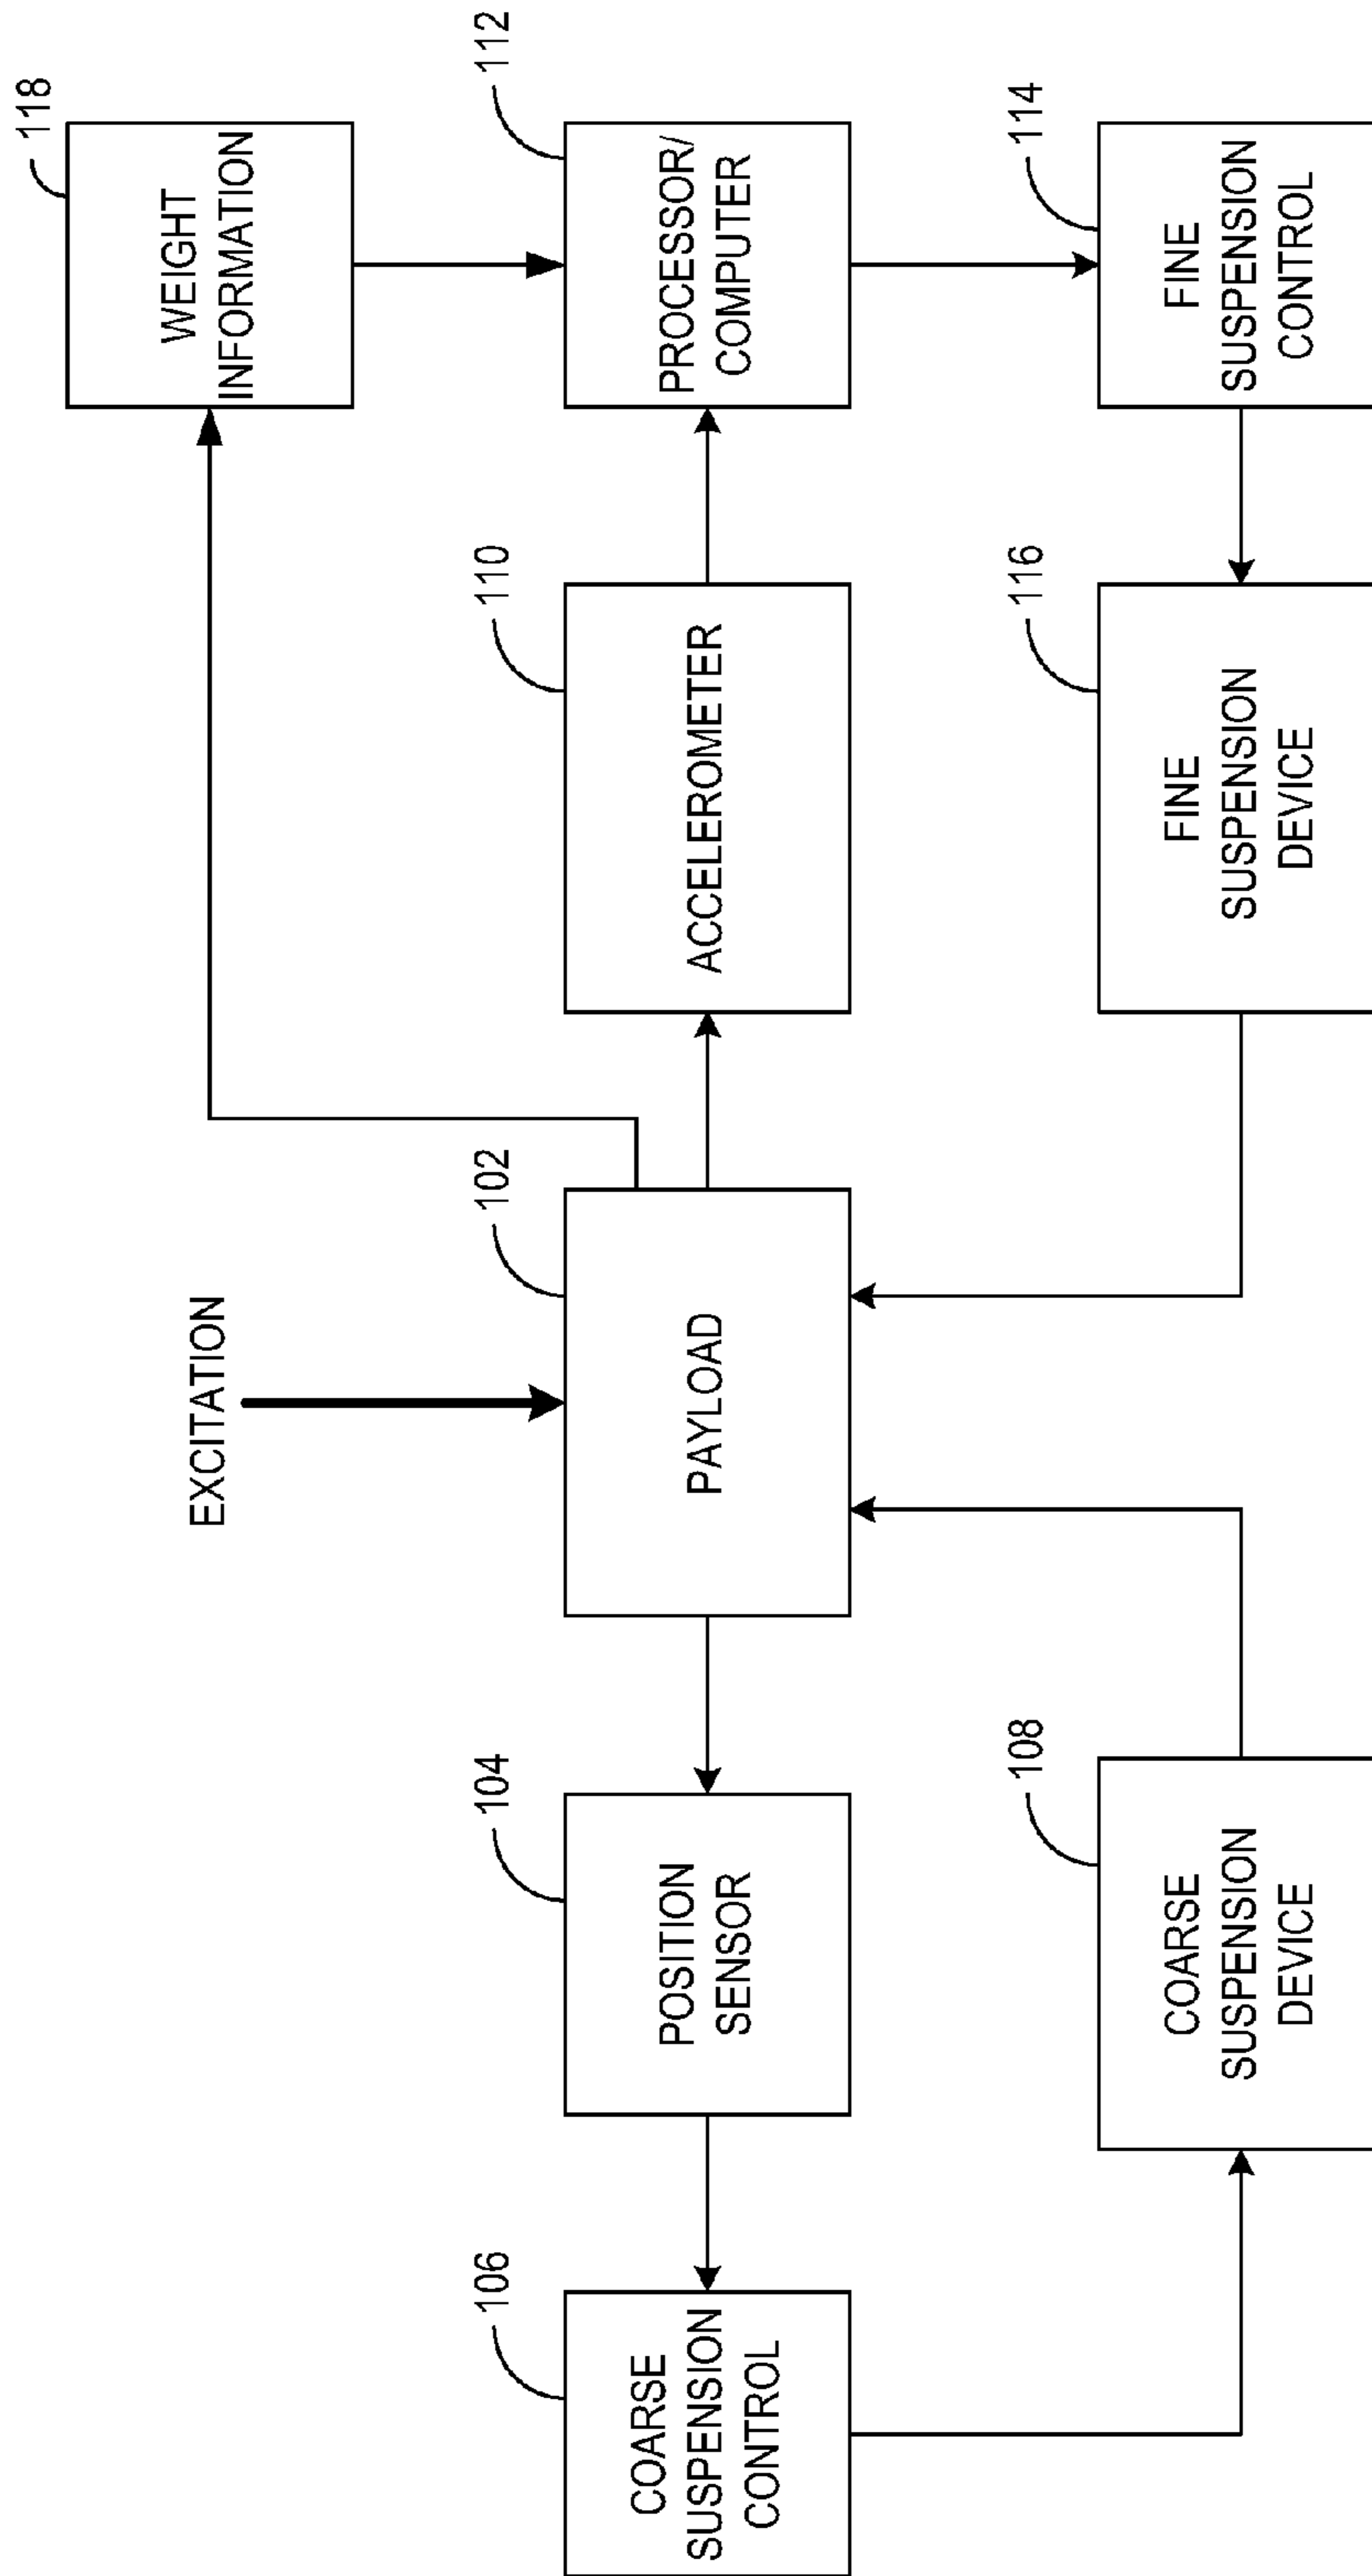 118
WEIGHT
INFORMATION
EXCITATION
106
COARSE
SUSPENSION
CONTROL
104
POSITION
SENSOR
102
PAYLOAD
110
ACCELEROMETER
112
PROCESSOR/
COMPUTER
108
COARSE
SUSPENSION
DEVICE
116
FINE
SUSPENSION
DEVICE
114
FINE
SUSPENSION
CONTROL